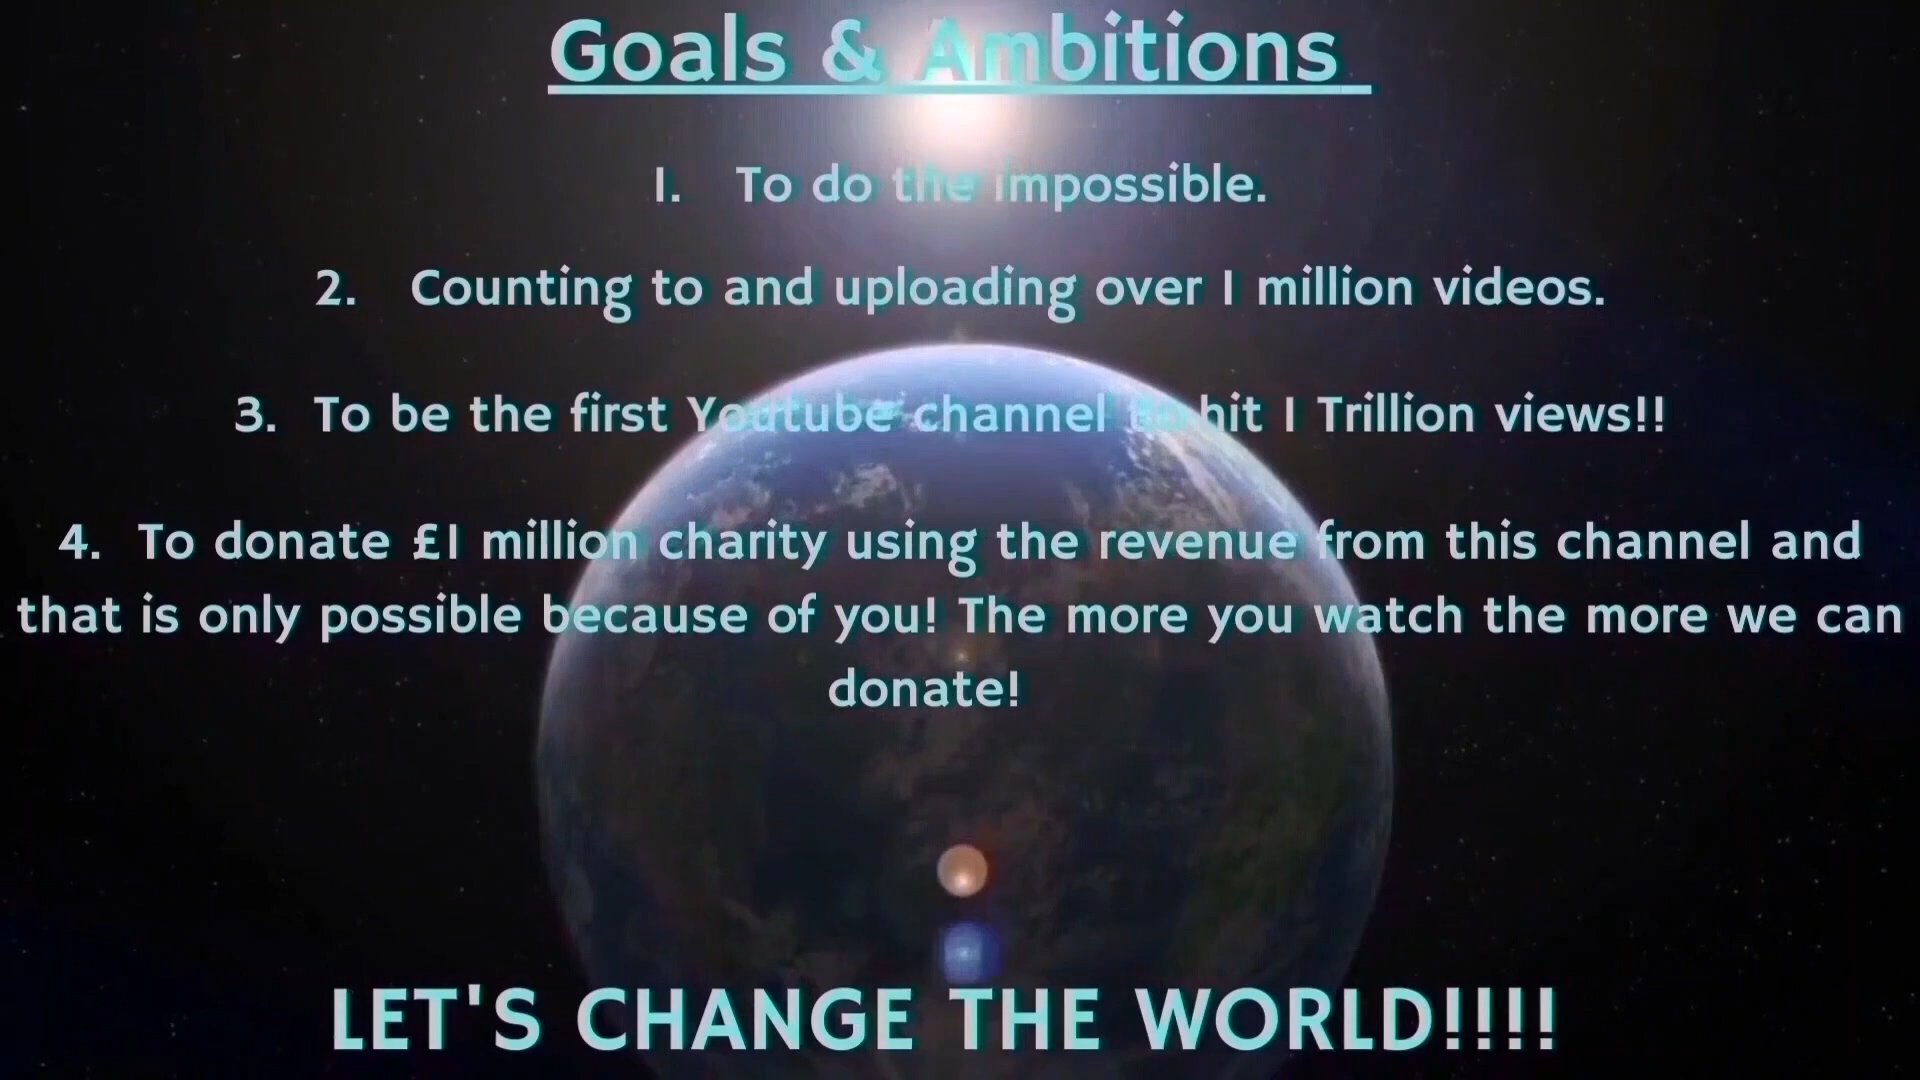 Goals & Ambitions
1. To do the impossible.
2. Counting to and uploading over 1 million videos.
3. To be the first Youtube channel to hit 1 Trillion views!!
4. To donate £1 million charity using the revenue from this channel and
that is only possible because of you! The more you watch the more we can
donate!
LET'S CHANGE THE WORLD!!!!